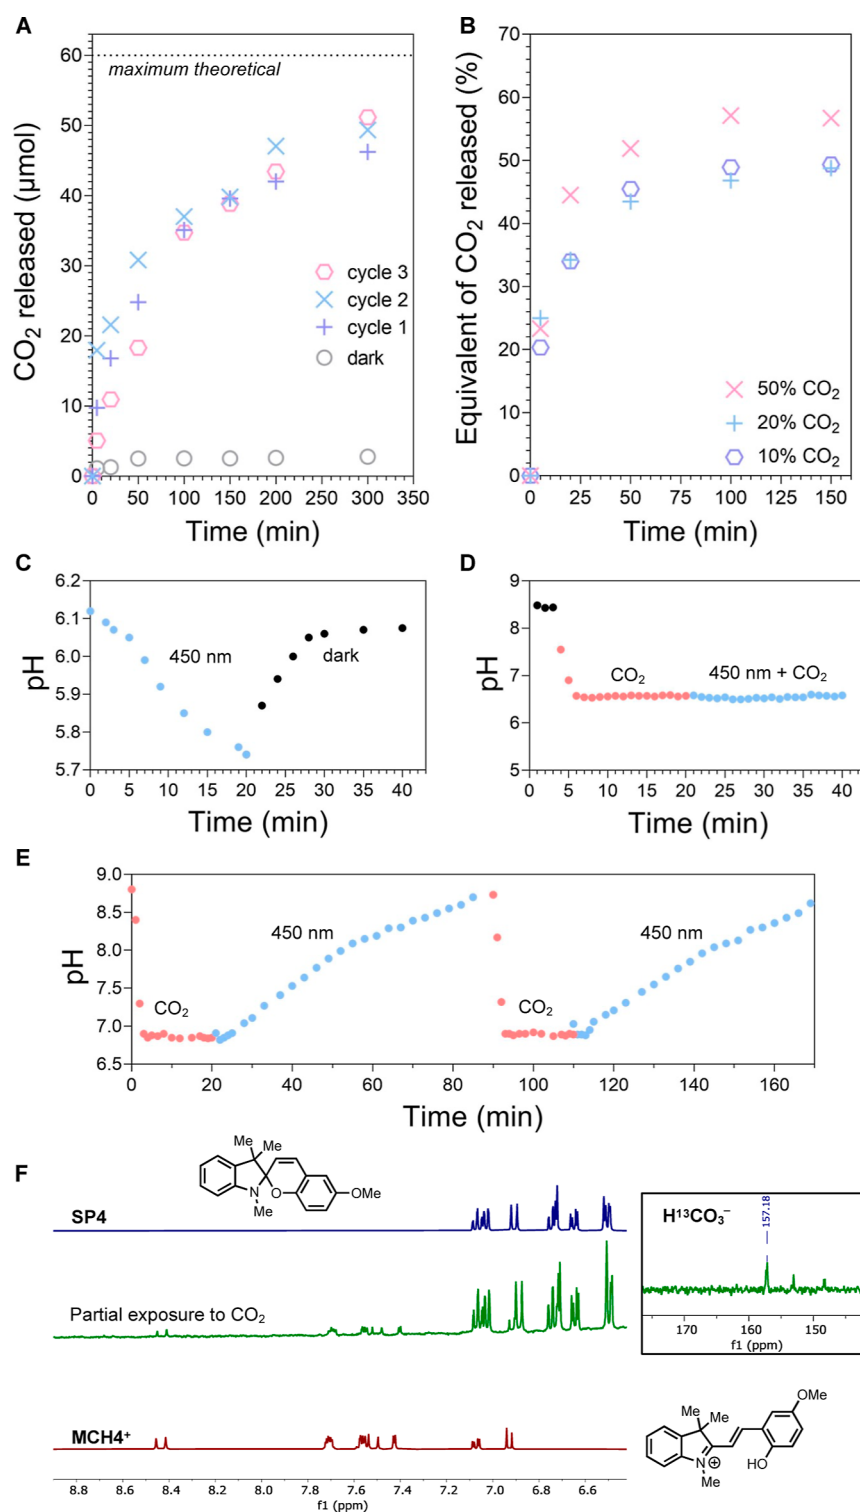 A
B
60
maximum theoretical
50
40
30
20
10
0
CO₂ released (µmol)
cycle 3
cycle 2
cycle 1
dark
0 50 100 150 200 250 300 350
Time (min)
70
60
50
40
30
20
10
0
Equivalent of CO₂ released (%)
50% CO₂
20% CO₂
10% CO₂
0 25 50 75 100 125 150
Time (min)
C
D
6.2
6.1
6.0
5.9
5.8
5.7
pH
450 nm
dark
0 5 10 15 20 25 30 35 40
Time (min)
9
8
7
6
5
pH
CO₂
450 nm + CO₂
0 5 10 15 20 25 30 35 40
Time (min)
E
9.0
8.5
8.0
7.5
7.0
6.5
pH
CO₂
450 nm
CO₂
450 nm
0 20 40 60 80 100 120 140 160
Time (min)
F
Me
Me
N
O
Me
OMe
SP4
Partial exposure to CO₂
MCH4⁺
H¹³CO₃⁻
157.18
170 160 150
f1 (ppm)
OMe
Me
Me
N
⊕
Me
HO
8.8 8.6 8.4 8.2 8.0 7.8 7.6 7.4 7.2 7.0 6.8 6.6
f1 (ppm)